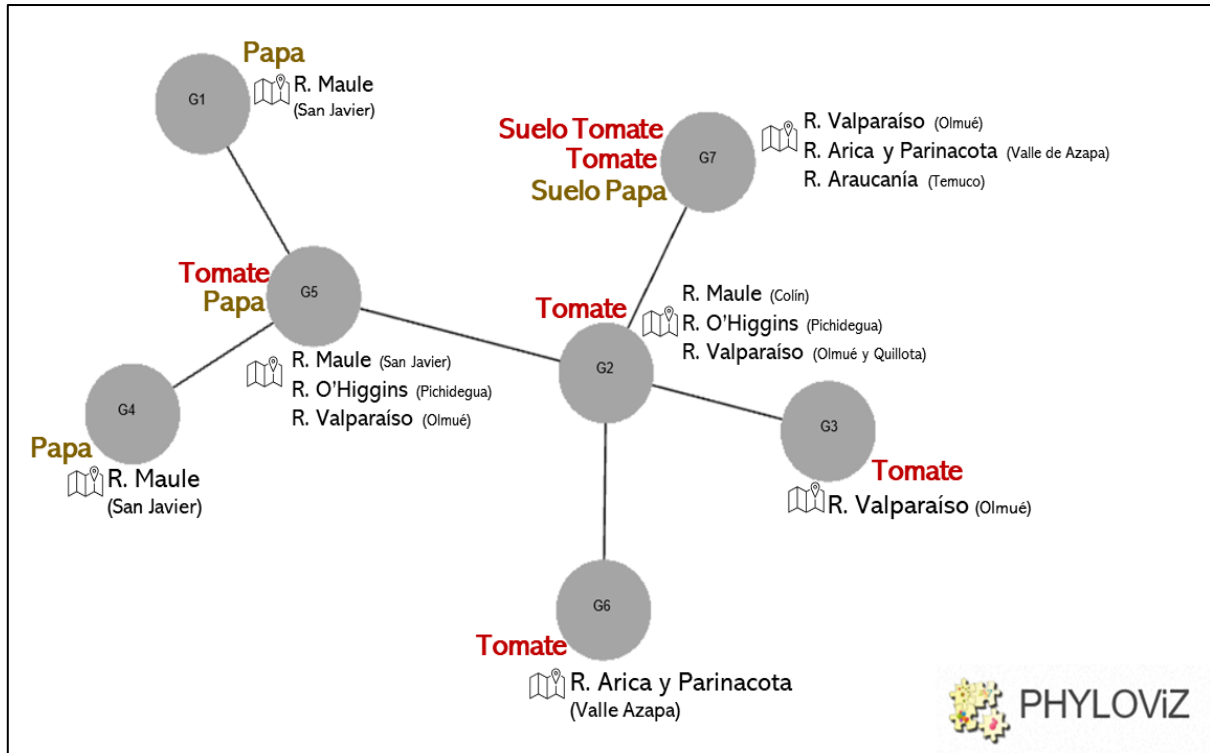 Papa
G1
R. Maule
(San Javier)
Suelo Tomate
Tomate
Suelo Papa
G7
R. Valparaíso (Olmué)
R. Arica y Parinacota (Valle de Azapa)
R. Araucanía (Temuco)
Tomate
Papa
G5
R. Maule (San Javier)
R. O'Higgins (Pichidegua)
R. Valparaíso (Olmué)
Tomate
G2
R. Maule (Colín)
R. O'Higgins (Pichidegua)
R. Valparaíso (Olmué y Quillota)
G4
Papa
R. Maule
(San Javier)
G3
Tomate
R. Valparaíso (Olmué)
G6
Tomate
R. Arica y Parinacota
(Valle Azapa)
PHYLOViZ